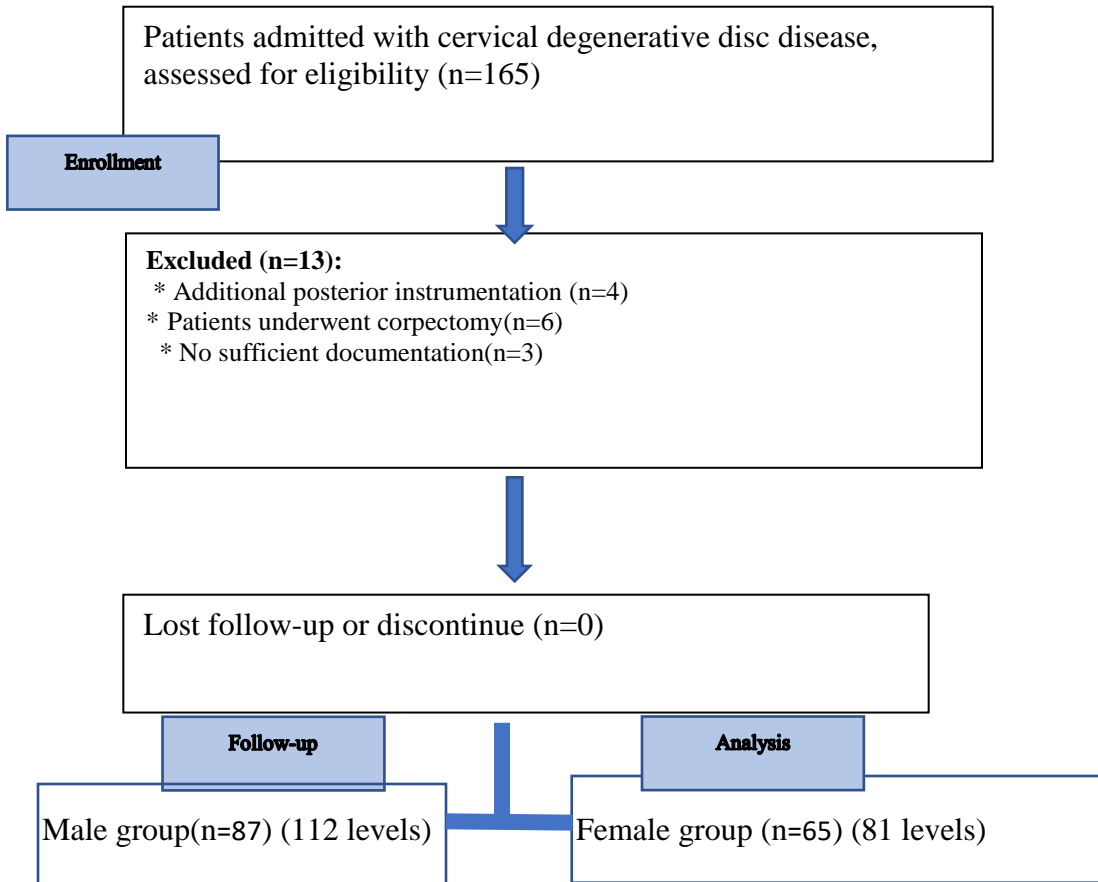 Patients admitted with cervical degenerative disc disease,
assessed for eligibility (n=165)
Enrollment
Excluded (n=13):
* Additional posterior instrumentation (n=4)
* Patients underwent corpectomy(n=6)
* No sufficient documentation(n=3)
Lost follow-up or discontinue (n=0)
Follow-up
Analysis
Male group(n=87) (112 levels)
Female group (n=65) (81 levels)